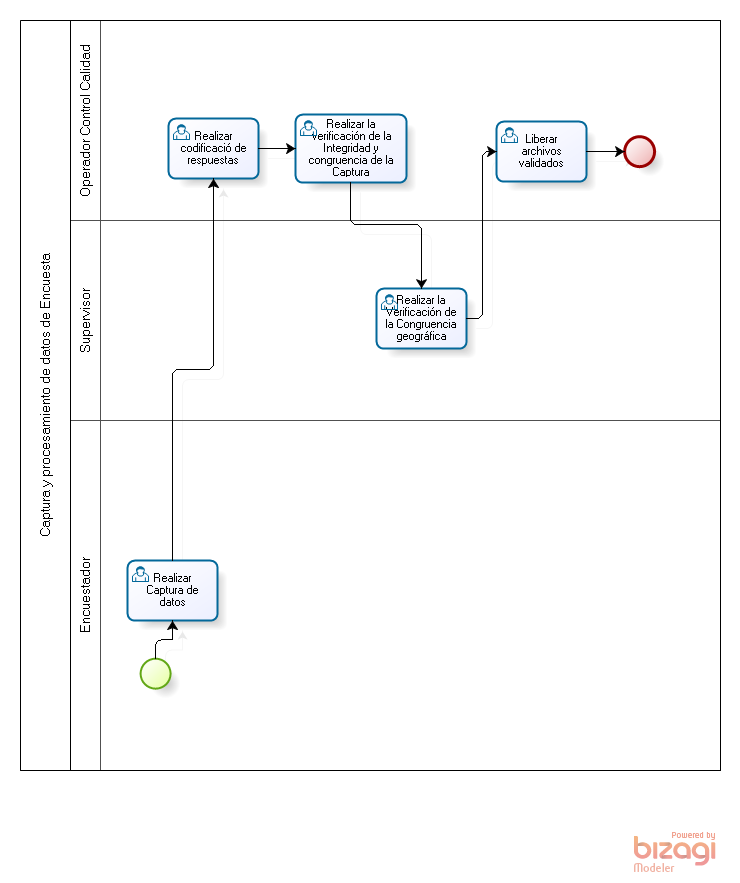 Captura y procesamiento de datos de Encuesta
Operador Control Calidad
Realizar
codificació de
respuestas
Realizar la
verificación de la
Integridad y
congruencia de la
Captura
Liberar
archivos
validados
Supervisor
Realizar la
verificación de
la Congruencia
geográfica
Encuestador
Realizar
Captura de
datos
Powered by
bizagi
Modeler